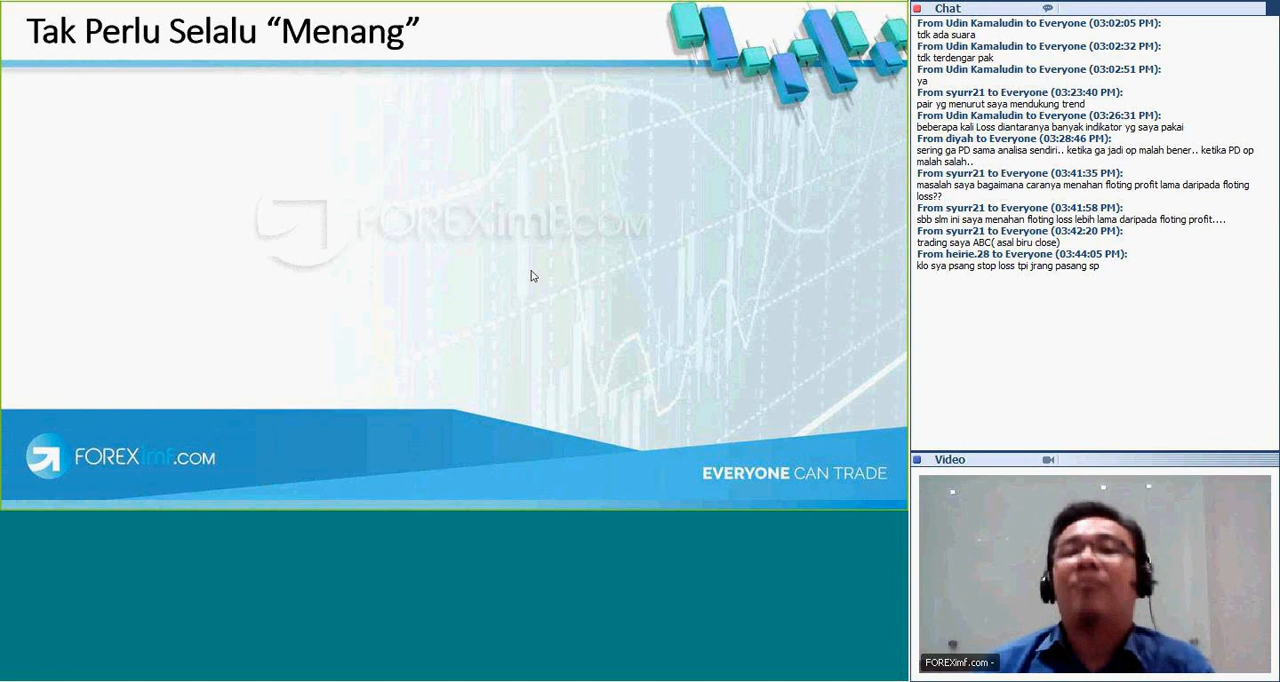 Tak Perlu Selalu “Menang”
FOREXimf.COM
FOREXimf.COM
EVERYONE CAN TRADE
Chat
From Udin Kamaludin to Everyone (03:02:05 PM):
tdk ada suara
From Udin Kamaludin to Everyone (03:02:32 PM):
tdk terdengar pak
From Udin Kamaludin to Everyone (03:02:51 PM):
ya
From syurr21 to Everyone (03:23:40 PM):
pair yg menurut saya mendukung trend
From Udin Kamaludin to Everyone (03:26:31 PM):
beberapa kali Loss diantaranya banyak indikator yg saya pakai
From diyah to Everyone (03:28:46 PM):
sering ga PD sama analisa sendiri.. ketika ga jadi op malah bener.. ketika PD op
malah salah..
From syurr21 to Everyone (03:41:35 PM):
masalah saya bagaimana caranya menahan floting profit lama daripada floting
loss??
From syurr21 to Everyone (03:41:58 PM):
sbb slm ini saya menahan floting loss lebih lama daripada floting profit....
From syurr21 to Everyone (03:42:20 PM):
trading saya ABC( asal biru close)
From heirie.28 to Everyone (03:44:05 PM):
klo sya psang stop loss tpi jrang pasang sp
Video
FOREXimf.com -